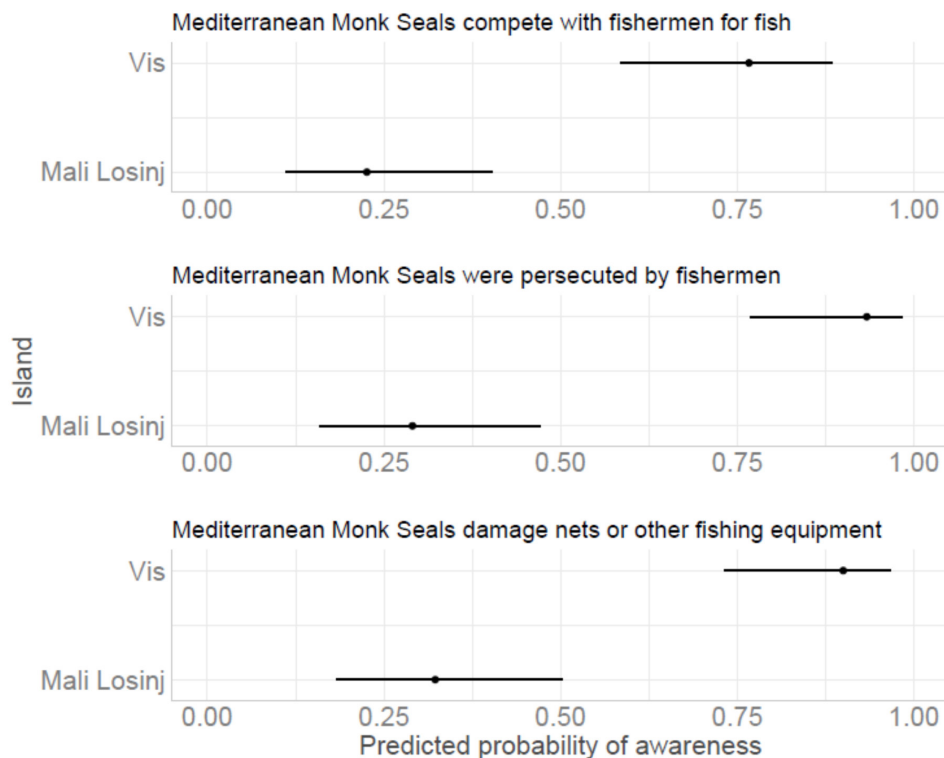 Mediterranean Monk Seals compete with fishermen for fish
Vis
Mali Losinj
0.00 0.25 0.50 0.75 1.00
Mediterranean Monk Seals were persecuted by fishermen
Vis
Island
Mali Losinj
0.00 0.25 0.50 0.75 1.00
Mediterranean Monk Seals damage nets or other fishing equipment
Vis
Mali Losinj
0.00 0.25 0.50 0.75 1.00
Predicted probability of awareness